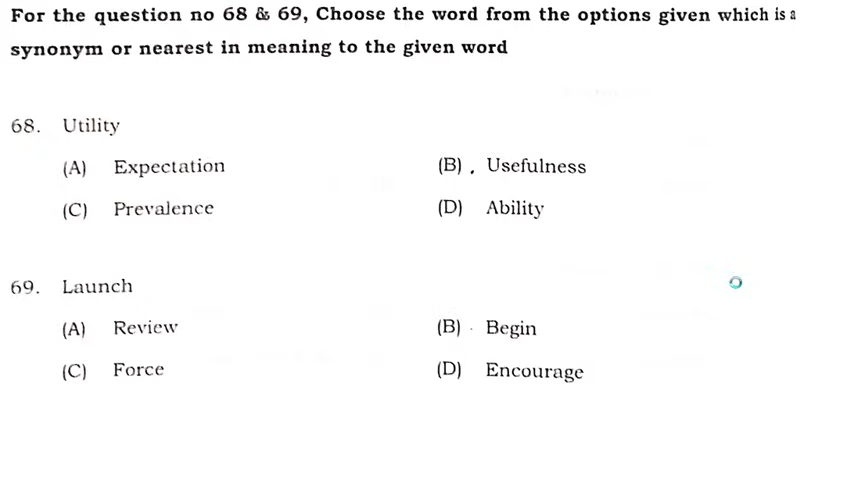 For the question no 68 & 69, Choose the word from the options given which is a
synonym or nearest in meaning to the given word
68. Utility
(A) Expectation (B) . Usefulness
(C) Prevalence (D) Ability
69. Launch
(A) Review (B) Begin
(C) Force (D) Encourage